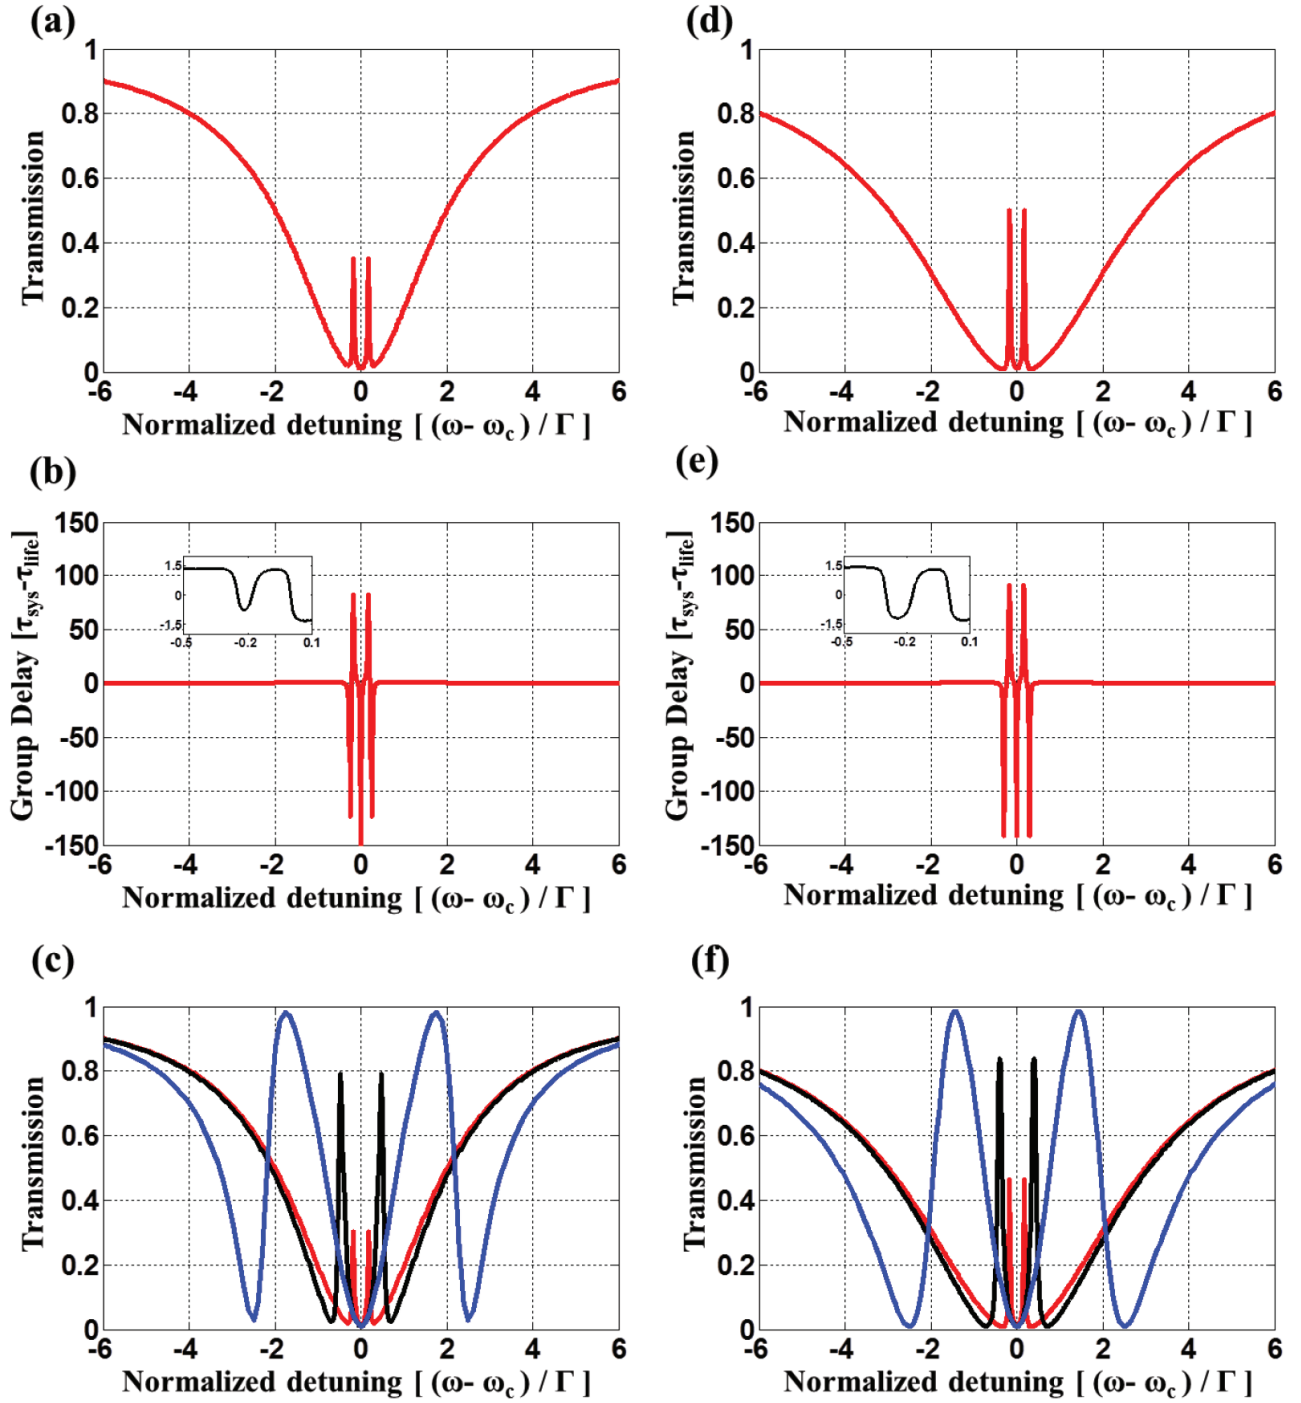 (a)
1
0.8
0.6
0.4
0.2
0
Transmission
-6 -4 -2 0 2 4 6
Normalized detuning [ (ω- ωc) / Γ ]
(d)
1
0.8
0.6
0.4
0.2
0
Transmission
-6 -4 -2 0 2 4 6
Normalized detuning [ (ω- ωc) / Γ ]
(b)
150
100
50
0
-50
-100
-150
Group Delay [τsys-τlife]
1.5
0
-1.5
-0.5 -0.2 0.1
-6 -4 -2 0 2 4 6
Normalized detuning [ (ω- ωc) / Γ ]
(e)
150
100
50
0
-50
-100
-150
Group Delay [τsys-τlife]
1.5
0
-1.5
-0.5 -0.2 0.1
-6 -4 -2 0 2 4 6
Normalized detuning [ (ω- ωc) / Γ ]
(c)
1
0.8
0.6
0.4
0.2
0
Transmission
-6 -4 -2 0 2 4 6
Normalized detuning [ (ω- ωc) / Γ ]
(f)
1
0.8
0.6
0.4
0.2
0
Transmission
-6 -4 -2 0 2 4 6
Normalized detuning [ (ω- ωc) / Γ ]